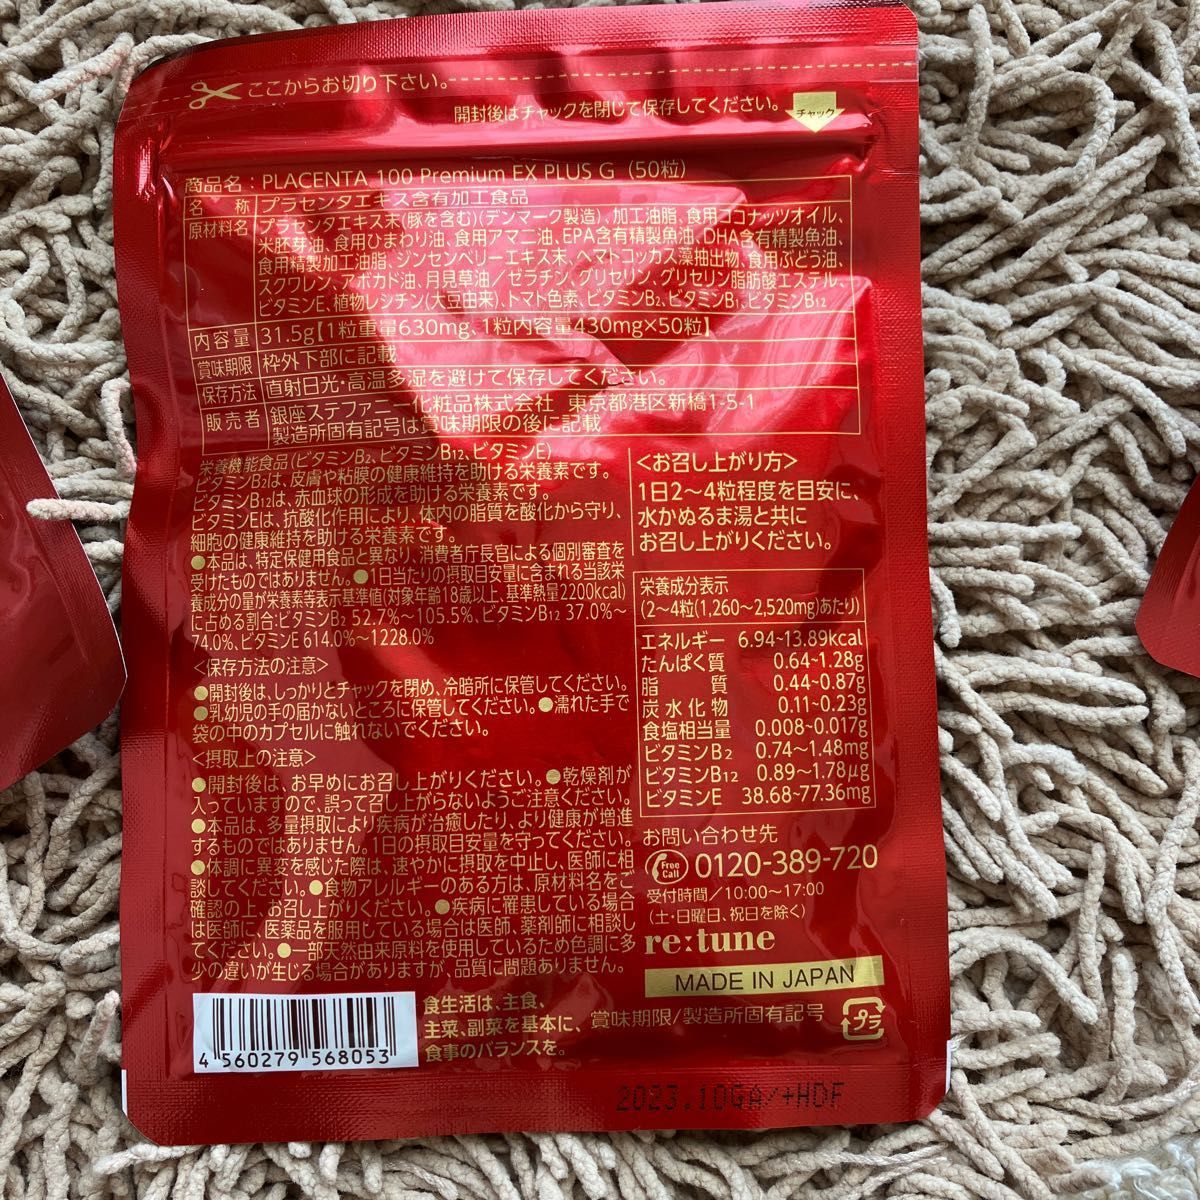 ここからお切り下さい。
開封後はチャックを閉じて保存してください。
チャック
商品名:PLACENTA 100 Premium EX PLUS G (50粒)
名 称 プラセンタエキス含有加工食品
原材料名 プラセンタエキス末(豚を含む)(デンマーク製造)、加工油脂、食用ココナッツオイル、
米胚芽油、食用ひまわり油、食用アマニ油、EPA含有精製魚油、DHA含有精製魚油、
食用精製加工油脂、ジンセンベリーエキス末、ヘマトコッカス藻抽出物、食用ぶどう油、
スクワレン、アボカド油、月見草油/ゼラチン、グリセリン、グリセリン脂肪酸エステル、
ビタミンE、植物レシチン(大豆由来)、トマト色素、ビタミンB2、ビタミンB1、ビタミンB12
内容量 31.5g【1粒重量630mg、1粒内容量430mg×50粒】
賞味期限 枠外下部に記載
保存方法 直射日光・高温多湿を避けて保存してください。
販売者 銀座ステファニー化粧品株式会社 東京都港区新橋1-5-1
製造所固有記号は賞味期限の後に記載
栄養機能食品(ビタミンB2、ビタミンB12、ビタミンE)
ビタミンB2は、皮膚や粘膜の健康維持を助ける栄養素です。
ビタミンB12は、赤血球の形成を助ける栄養素です。
ビタミンEは、抗酸化作用により、体内の脂質を酸化から守り、
細胞の健康維持を助ける栄養素です。
●本品は、特定保健用食品と異なり、消費者庁長官による個別審査を
受けたものではありません。●1日当たりの摂取目安量に含まれる当該栄
養成分の量が栄養素等表示基準値(対象年齢18歳以上、基準熱量2200kcal)
に占める割合:ビタミンB2 52.7%~105.5%、ビタミンB12 37.0%~
74.0%、ビタミンE 614.0%~1228.0%
<保存方法の注意>
●開封後は、しっかりとチャックを閉め、冷暗所に保管してください。
●乳幼児の手の届かないところに保管してください。●濡れた手で
袋の中のカプセルに触れないでください。
<摂取上の注意>
●開封後は、お早めにお召し上がりください。●乾燥剤が
入っていますので、誤って召し上がらないようご注意ください。
●本品は、多量摂取により疾病が治癒したり、より健康が増進
するものではありません。1日の摂取目安量を守ってください。
●体調に異変を感じた際は、速やかに摂取を中止し、医師に相
談してください。●食物アレルギーのある方は、原材料名をご
確認の上、お召し上がりください。●疾病に罹患している場合
は医師に、医薬品を服用している場合は医師、薬剤師に相談し
てください。●一部天然由来原料を使用しているため色調に多
少の違いが生じる場合がありますが、品質に問題ありません。
<お召し上がり方>
1日2~4粒程度を目安に、
水かぬるま湯と共に
お召し上がりください。
栄養成分表示
(2~4粒(1,260~2,520mg)あたり)
エネルギー 6.94~13.89kcal
たんぱく質 0.64~1.28g
脂 質 0.44~0.87g
炭水化物 0.11~0.23g
食塩相当量 0.008~0.017g
ビタミンB2 0.74~1.48mg
ビタミンB12 0.89~1.78μg
ビタミンE 38.68~77.36mg
お問い合わせ先
Free Call 0120-389-720
受付時間/10:00~17:00
(土・日曜日、祝日を除く)
re:tune
MADE IN JAPAN
4 560279 568053
食生活は、主食、
主菜、副菜を基本に、
食事のバランスを。
賞味期限/製造所固有記号
プラ
2023.10GA/+HDF